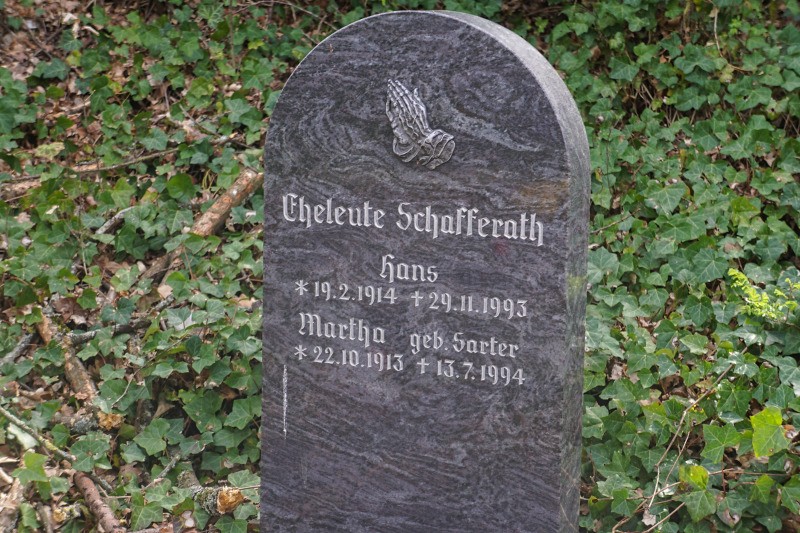 Eheleute Schafferath
Hans
* 19.2.1914 † 29.11.1993
Martha geb. Sarter
* 22.10.1913 † 13.7.1994